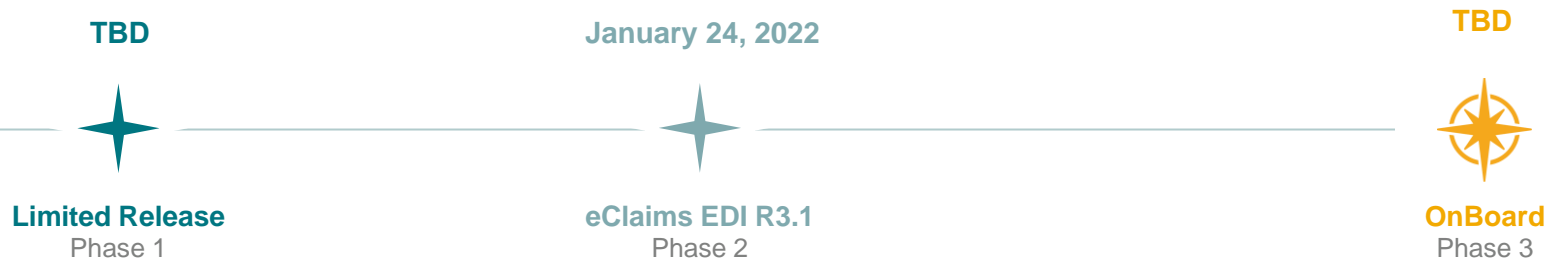 TBD
January 24, 2022
TBD
Limited Release
Phase 1
eClaims EDI R3.1
Phase 2
OnBoard
Phase 3